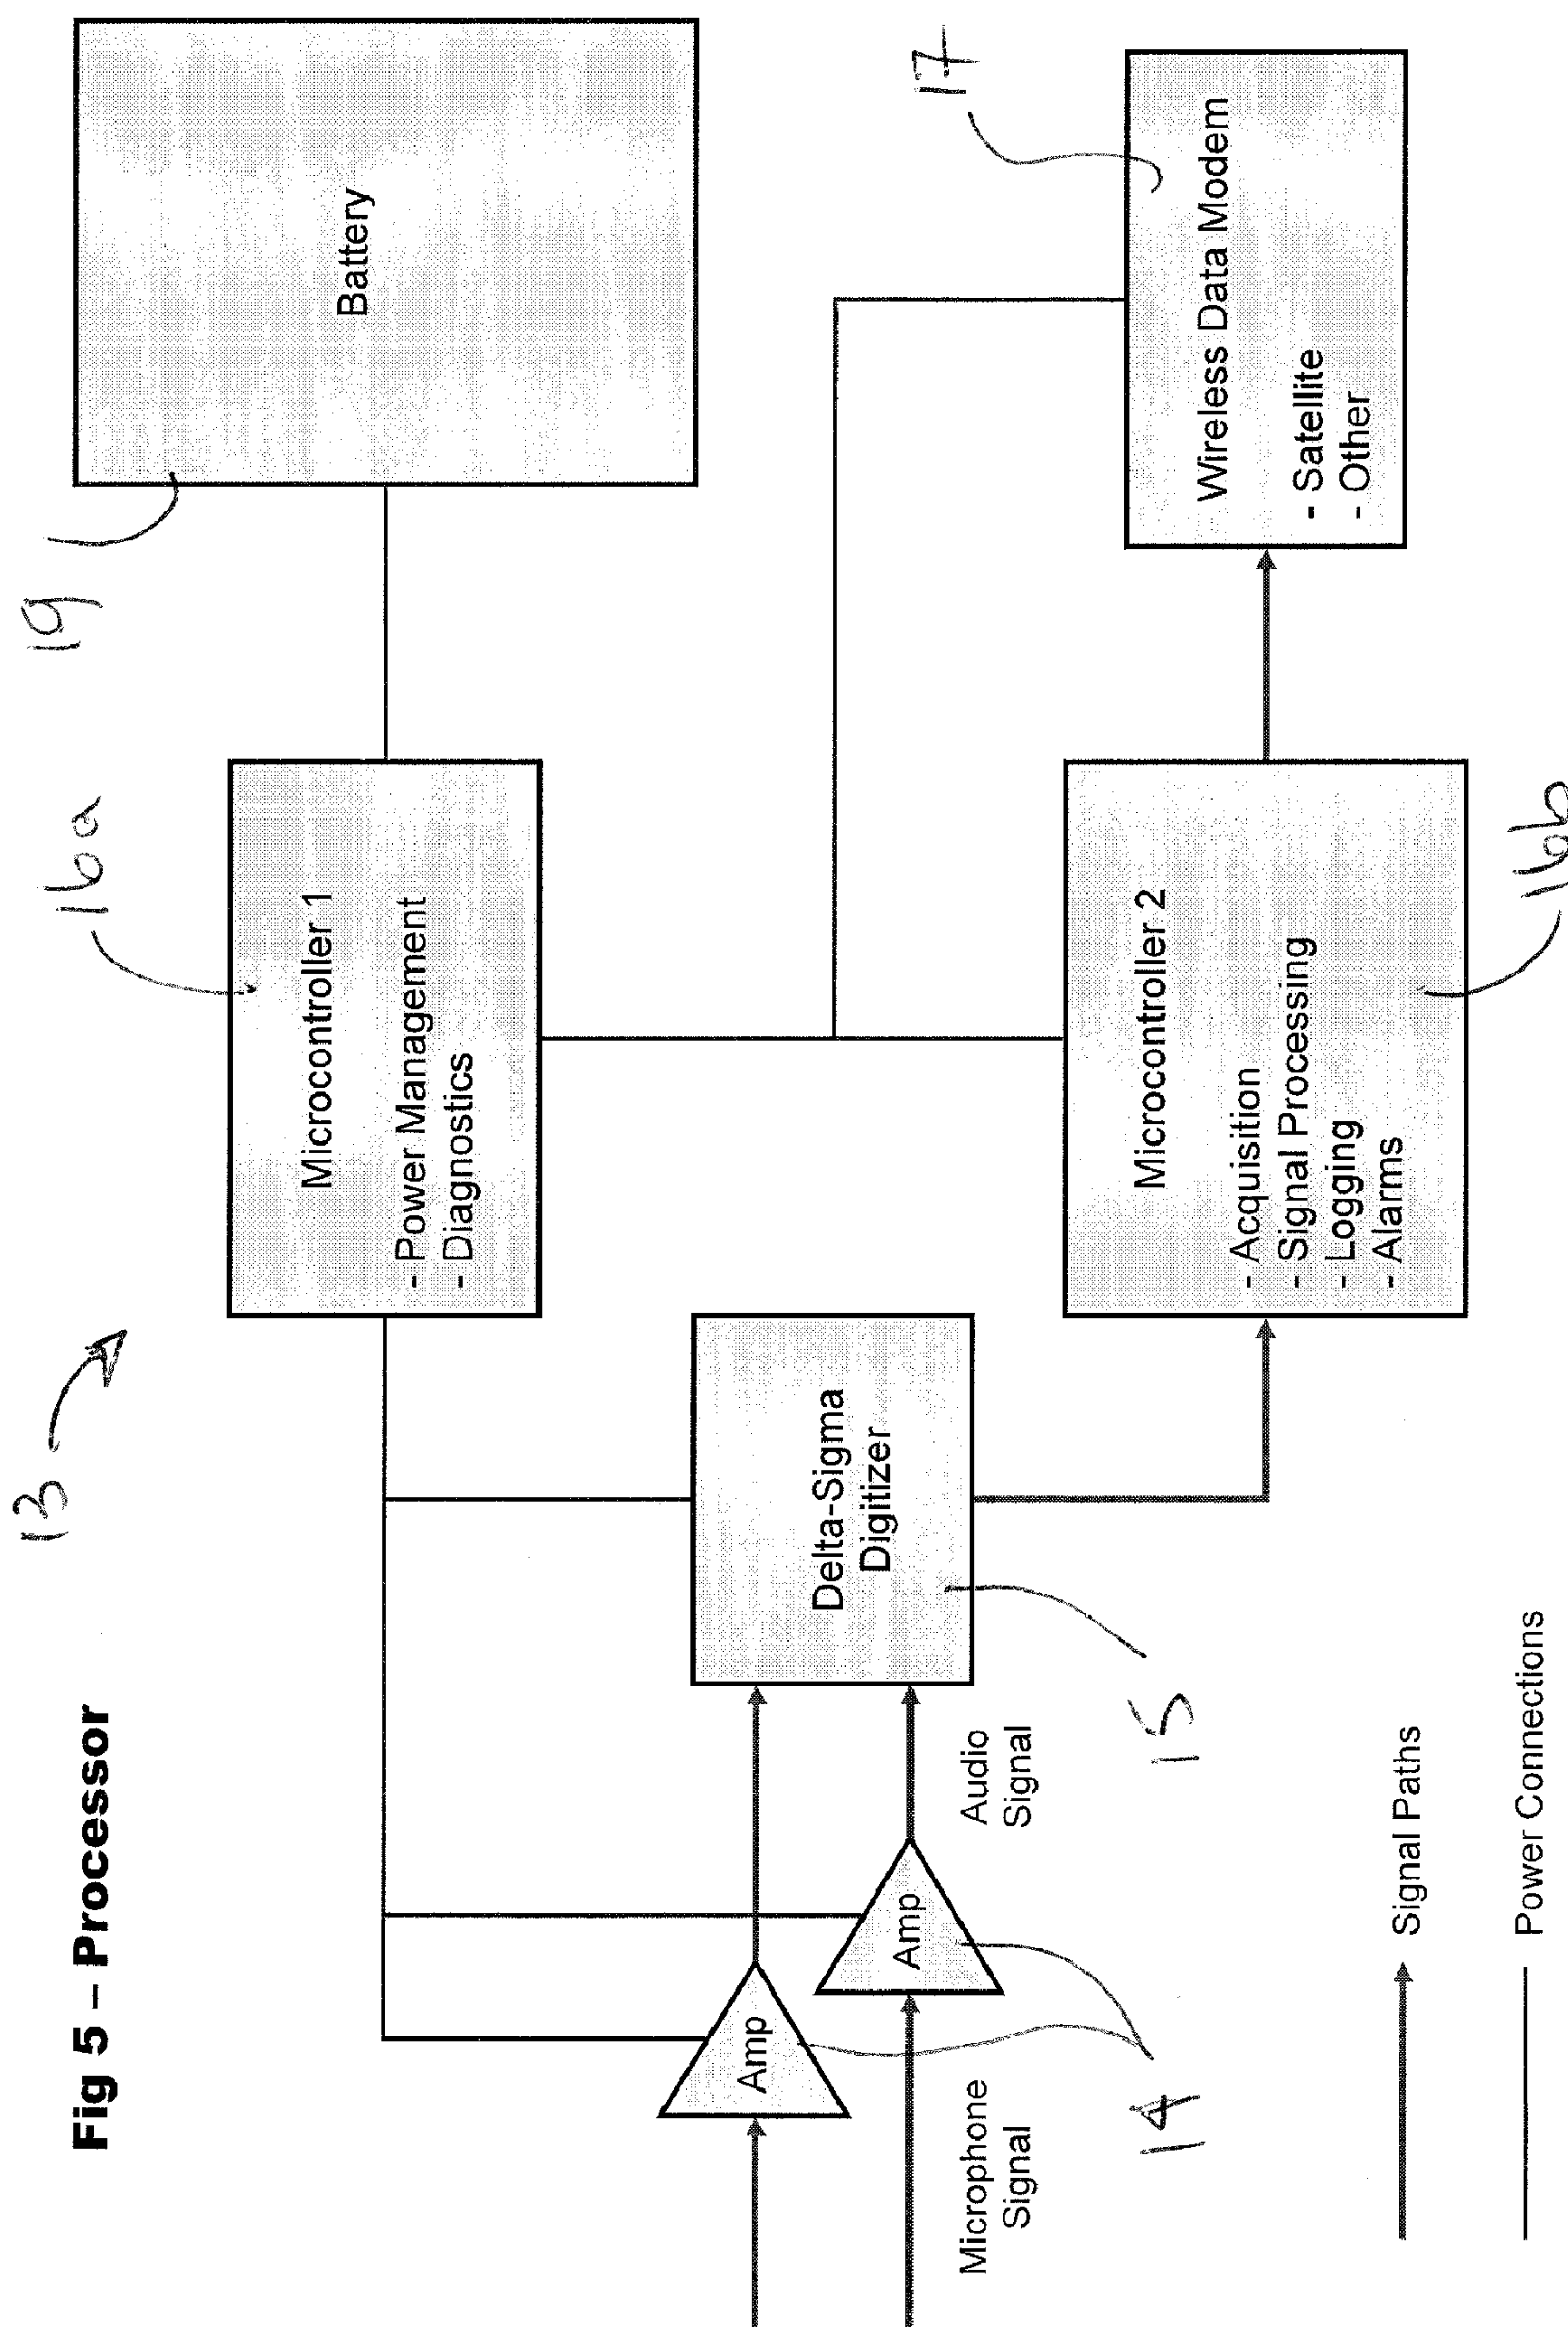 Fig 5 – Processor
13
16a
19
Microcontroller 1
- Power Management
- Diagnostics
Battery
Amp
Amp
Microphone
Signal
Audio
Signal
14
15
Delta-Sigma
Digitizer
Microcontroller 2
- Acquisition
- Signal Processing
- Logging
- Alarms
16b
17
Wireless Data Modem
- Satellite
- Other
Signal Paths
Power Connections